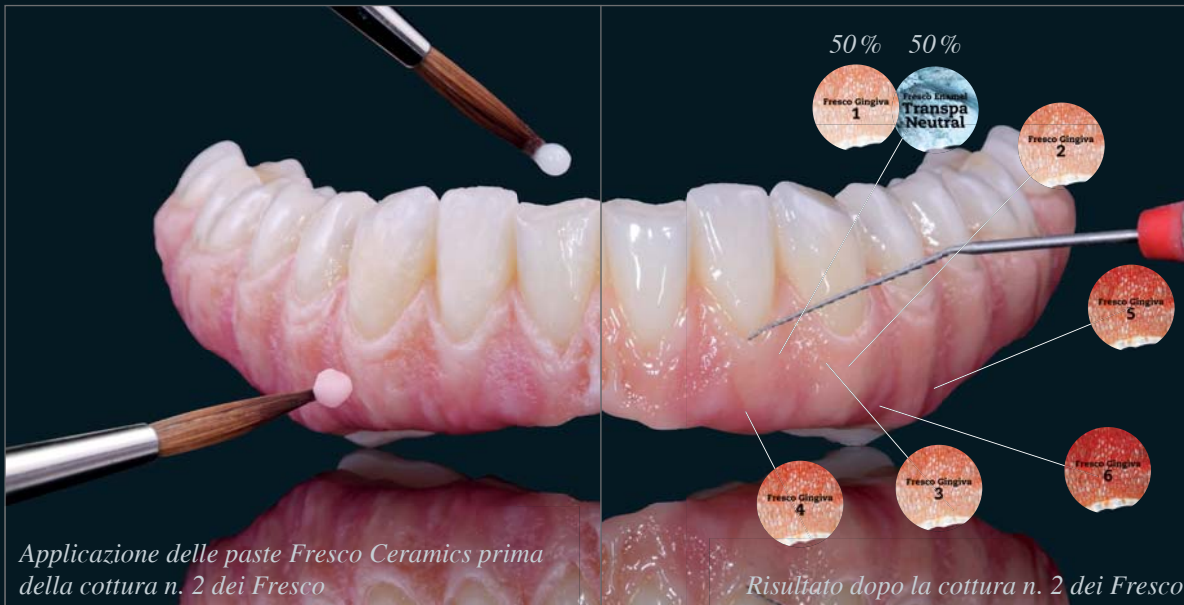 50 % 50 %
Fresco Gingiva
1
Fresco Enamel
Transpa
Neutral
Fresco Gingiva
2
Fresco Gingiva
5
Fresco Gingiva
6
Fresco Gingiva
3
Fresco Gingiva
4
Applicazione delle paste Fresco Ceramics prima
della cottura n. 2 dei Fresco
Risultato dopo la cottura n. 2 dei Fresco